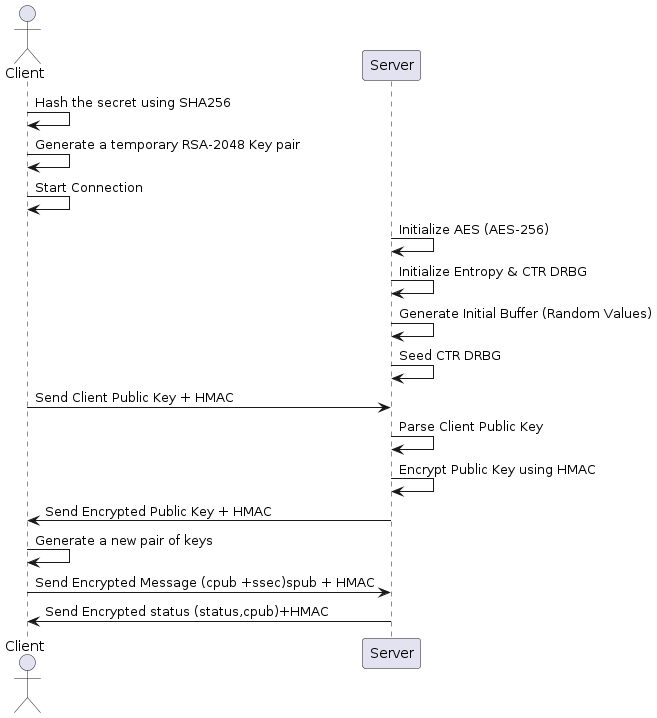 Client
Server
Hash the secret using SHA256
Generate a temporary RSA-2048 Key pair
Start Connection
Initialize AES (AES-256)
Initialize Entropy & CTR DRBG
Generate Initial Buffer (Random Values)
Seed CTR DRBG
Send Client Public Key + HMAC
Parse Client Public Key
Encrypt Public Key using HMAC
Send Encrypted Public Key + HMAC
Generate a new pair of keys
Send Encrypted Message (cpub +ssec)spub + HMAC
Send Encrypted status (status,cpub)+HMAC
Client
Server